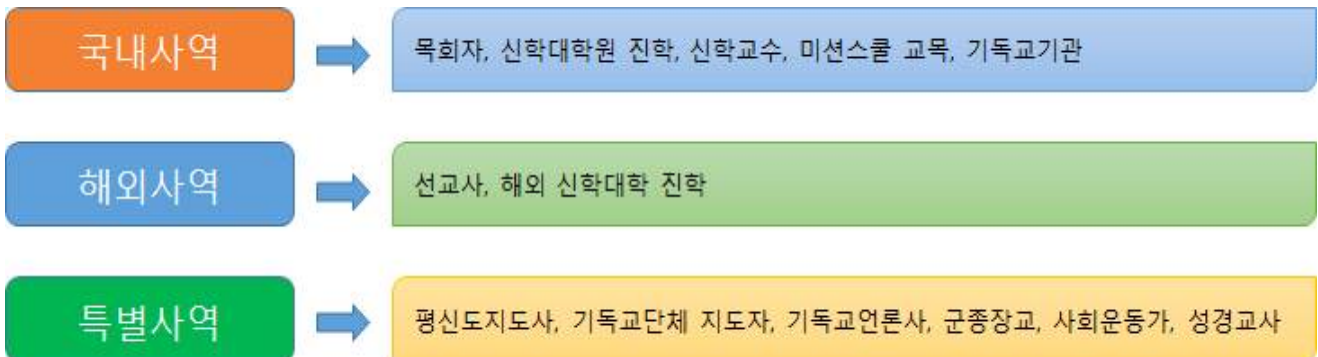 국내사역
목회자, 신학대학원 진학, 신학교수, 미션스쿨 교목, 기독교기관
해외사역
선교사, 해외 신학대학 진학
특별사역
평신도지도사, 기독교단체 지도자, 기독교언론사, 군종장교, 사회운동가, 성경교사